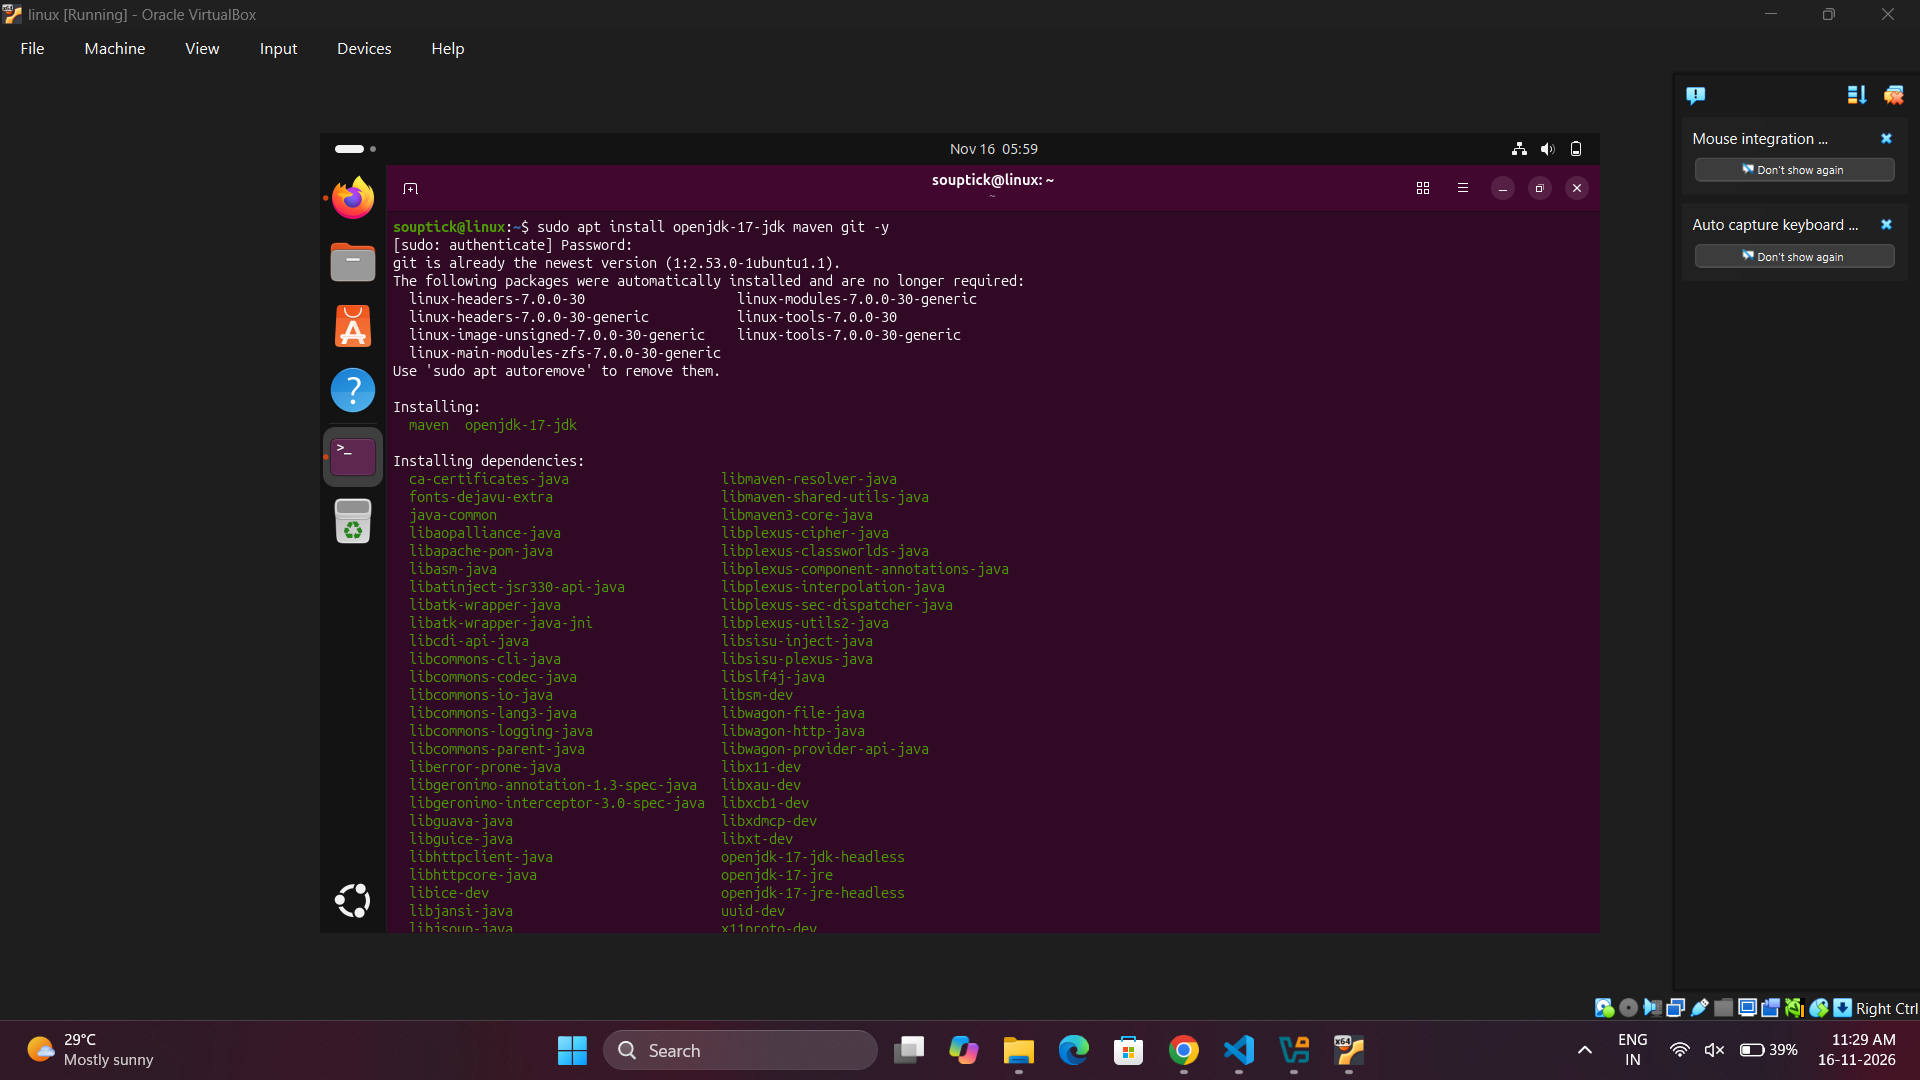 linux [Running] - Oracle VirtualBox
File Machine View Input Devices Help
Mouse integration ...
Don't show again
Auto capture keyboard ...
Don't show again
Nov 16 05:59
souptick@linux: ~
~
souptick@linux:~$ sudo apt install openjdk-17-jdk maven git -y
[sudo: authenticate] Password:
git is already the newest version (1:2.53.0-1ubuntu1.1).
The following packages were automatically installed and are no longer required:
linux-headers-7.0.0-30 linux-modules-7.0.0-30-generic
linux-headers-7.0.0-30-generic linux-tools-7.0.0-30
linux-image-unsigned-7.0.0-30-generic linux-tools-7.0.0-30-generic
linux-main-modules-zfs-7.0.0-30-generic
Use 'sudo apt autoremove' to remove them.
Installing:
maven openjdk-17-jdk
Installing dependencies:
ca-certificates-java libmaven-resolver-java
fonts-dejavu-extra libmaven-shared-utils-java
java-common libmaven3-core-java
libaopalliance-java libplexus-cipher-java
libapache-pom-java libplexus-classworlds-java
libasm-java libplexus-component-annotations-java
libatinject-jsr330-api-java libplexus-interpolation-java
libatk-wrapper-java libplexus-sec-dispatcher-java
libatk-wrapper-java-jni libplexus-utils2-java
libcdi-api-java libsisu-inject-java
libcommons-cli-java libsisu-plexus-java
libcommons-codec-java libslf4j-java
libcommons-io-java libsm-dev
libcommons-lang3-java libwagon-file-java
libcommons-logging-java libwagon-http-java
libcommons-parent-java libwagon-provider-api-java
liberror-prone-java libx11-dev
libgeronimo-annotation-1.3-spec-java libxau-dev
libgeronimo-interceptor-3.0-spec-java libxcb1-dev
libguava-java libxdmcp-dev
libguice-java libxt-dev
libhttpclient-java openjdk-17-jdk-headless
libhttpcore-java openjdk-17-jre
libice-dev openjdk-17-jre-headless
libjansi-java uuid-dev
libjsoup-java x11proto-dev
Right Ctrl
29°C
Mostly sunny
Search
x64
ENG
IN
39%
11:29 AM
16-11-2026